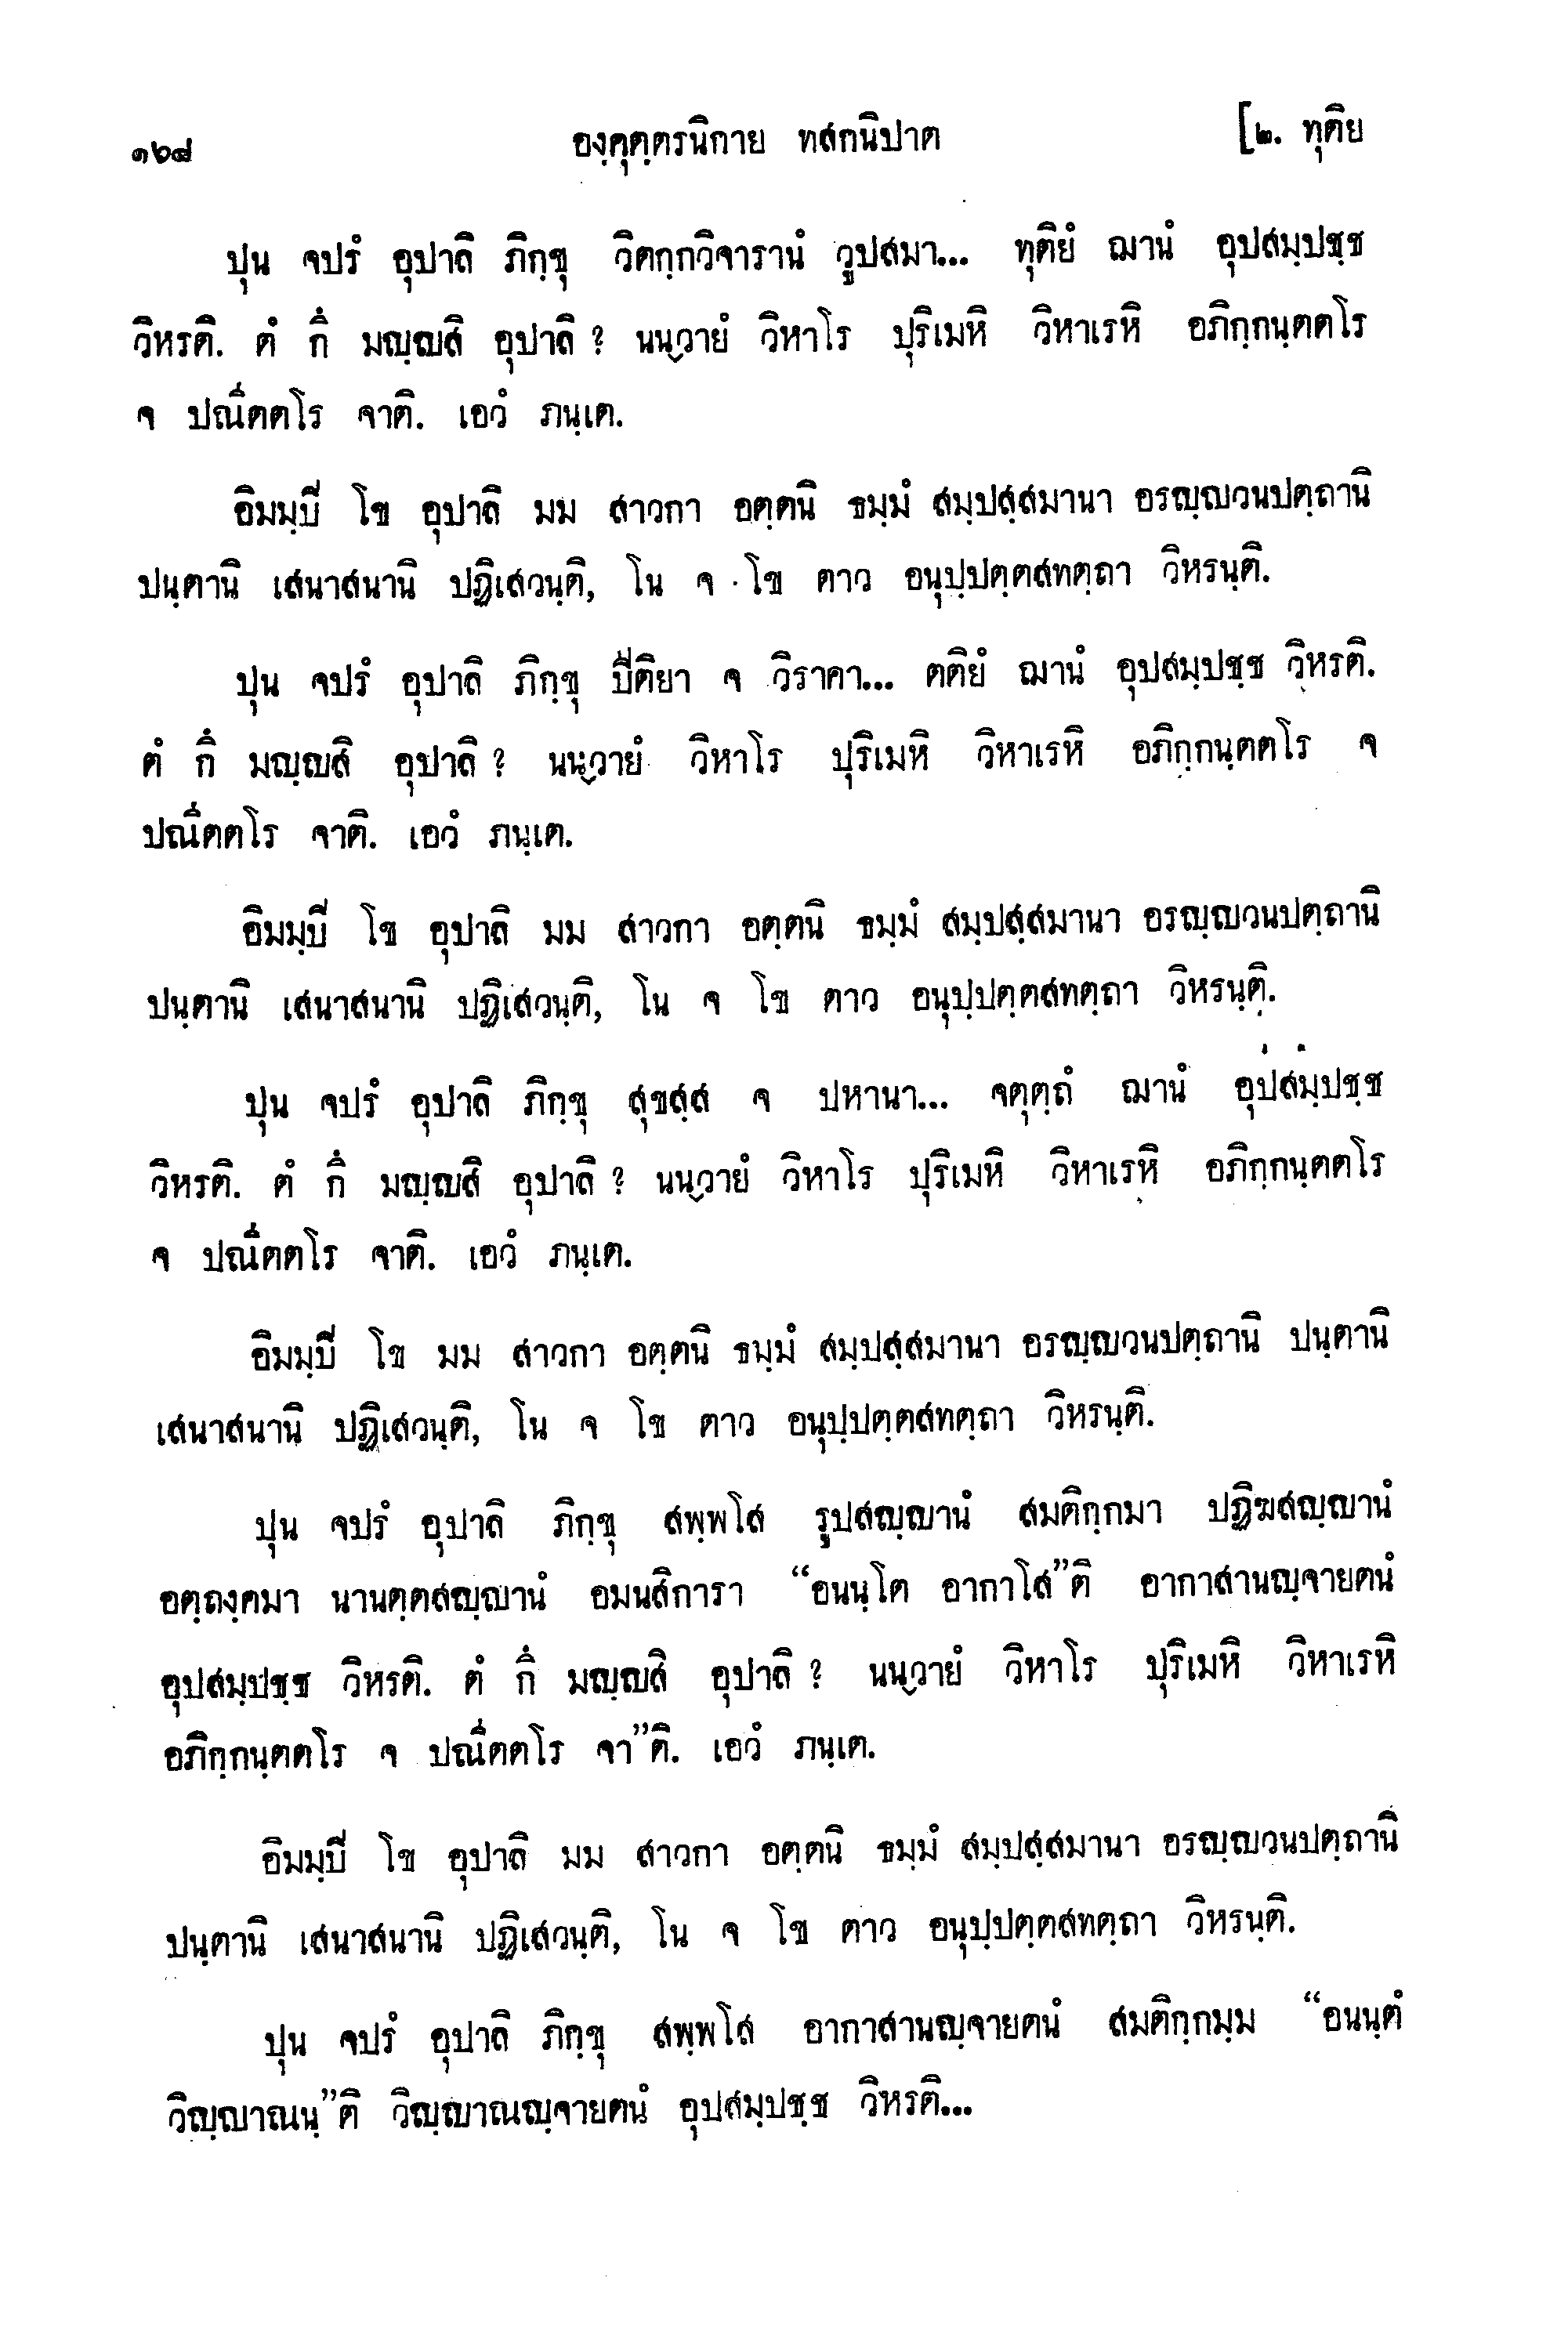 ๑๖๘ องฺคุตฺตรนิกาย ทสกนิปาต [๒. ทุติย
ปุน จปรํ อุปาลิ ภิกฺขุ วิตกฺกวิจารานํ วูปสมา... ทุติยํ ฌานํ อุปสมฺปชฺช
วิหรติ. ตํ กึ มญฺญสิ อุปาลิ ? นนฺวายํ วิหาโร ปุริเมหิ วิหาเรหิ อภิกฺกนฺตตโร
จ ปณีตตโร จาติ. เอวํ ภนฺเต.
อิมมฺปี โข อุปาลิ มม สาวกา อตฺตนิ ธมฺมํ สมฺปสฺสมานา อรญฺญวนปตฺถานิ
ปนฺตานิ เสนาสนานิ ปฏิเสวนฺติ, โน จ โข ตาว อนุปฺปตฺตสทตฺถา วิหรนฺติ.
ปุน จปรํ อุปาลิ ภิกฺขุ ปีติยา จ วิราคา... ตติยํ ฌานํ อุปสมฺปชฺช วิหรติ.
ตํ กึ มญฺญสิ อุปาลิ ? นนฺวายํ วิหาโร ปุริเมหิ วิหาเรหิ อภิกฺกนฺตตโร จ
ปณีตตโร จาติ. เอวํ ภนฺเต.
อิมมฺปี โข อุปาลิ มม สาวกา อตฺตนิ ธมฺมํ สมฺปสฺสมานา อรญฺญวนปตฺถานิ
ปนฺตานิ เสนาสนานิ ปฏิเสวนฺติ, โน จ โข ตาว อนุปฺปตฺตสทตฺถา วิหรนฺติ.
ปุน จปรํ อุปาลิ ภิกฺขุ สุขสฺส จ ปหานา... จตุตฺถํ ฌานํ อุปสมฺปชฺช
วิหรติ. ตํ กึ มญฺญสิ อุปาลิ ? นนฺวายํ วิหาโร ปุริเมหิ วิหาเรหิ อภิกฺกนฺตตโร
จ ปณีตตโร จาติ. เอวํ ภนฺเต.
อิมมฺปี โข มม สาวกา อตฺตนิ ธมฺมํ สมฺปสฺสมานา อรญฺญวนปตฺถานิ ปนฺตานิ
เสนาสนานิ ปฏิเสวนฺติ, โน จ โข ตาว อนุปฺปตฺตสทตฺถา วิหรนฺติ.
ปุน จปรํ อุปาลิ ภิกฺขุ สพฺพโส รูปสญฺญานํ สมติกฺกมา ปฏิฆสญฺญานํ
อตฺถงฺคมา นานตฺตสญฺญานํ อมนสิการา “อนนฺโต อากาโส”ติ อากาสานญฺจายตนํ
อุปสมฺปชฺช วิหรติ. ตํ กึ มญฺญสิ อุปาลิ ? นนฺวายํ วิหาโร ปุริเมหิ วิหาเรหิ
อภิกฺกนฺตตโร จ ปณีตตโร จา”ติ. เอวํ ภนฺเต.
อิมมฺปี โข อุปาลิ มม สาวกา อตฺตนิ ธมฺมํ สมฺปสฺสมานา อรญฺญวนปตฺถานิ
ปนฺตานิ เสนาสนานิ ปฏิเสวนฺติ, โน จ โข ตาว อนุปฺปตฺตสทตฺถา วิหรนฺติ.
ปุน จปรํ อุปาลิ ภิกฺขุ สพฺพโส อากาสานญฺจายตนํ สมติกฺกมฺม “อนนฺตํ
วิญฺญาณนฺ”ติ วิญฺญาณญฺจายตนํ อุปสมฺปชฺช วิหรติ...